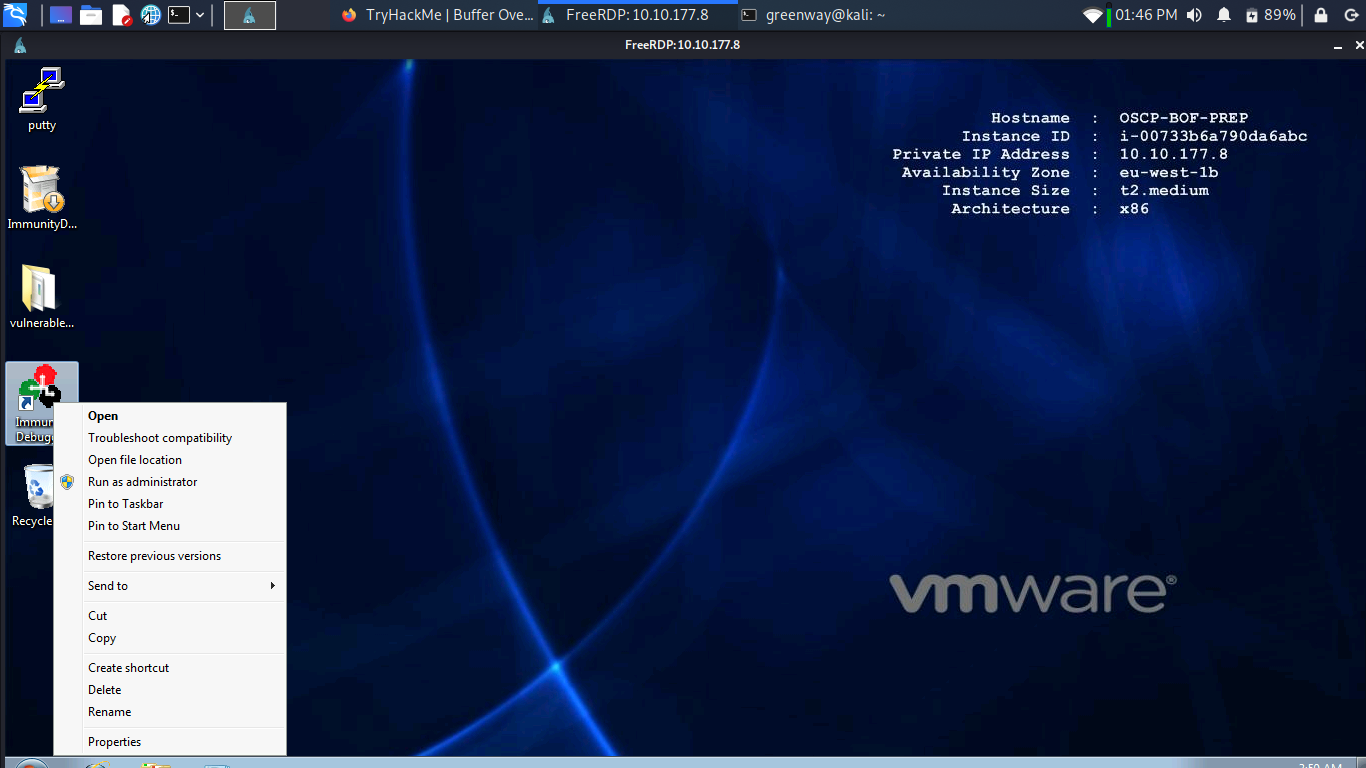 TryHackMe | Buffer Ove...
FreeRDP: 10.10.177.8
greenway@kali: ~
01:46 PM
89%
FreeRDP: 10.10.177.8
putty
ImmunityD...
vulnerable...
Immun
Debug
Recycle
Hostname : OSCP-BOF-PREP
Instance ID : i-00733b6a790da6abc
Private IP Address : 10.10.177.8
Availability Zone : eu-west-1b
Instance Size : t2.medium
Architecture : x86
Open
Troubleshoot compatibility
Open file location
Run as administrator
Pin to Taskbar
Pin to Start Menu
Restore previous versions
Send to
Cut
Copy
Create shortcut
Delete
Rename
Properties
vmware®